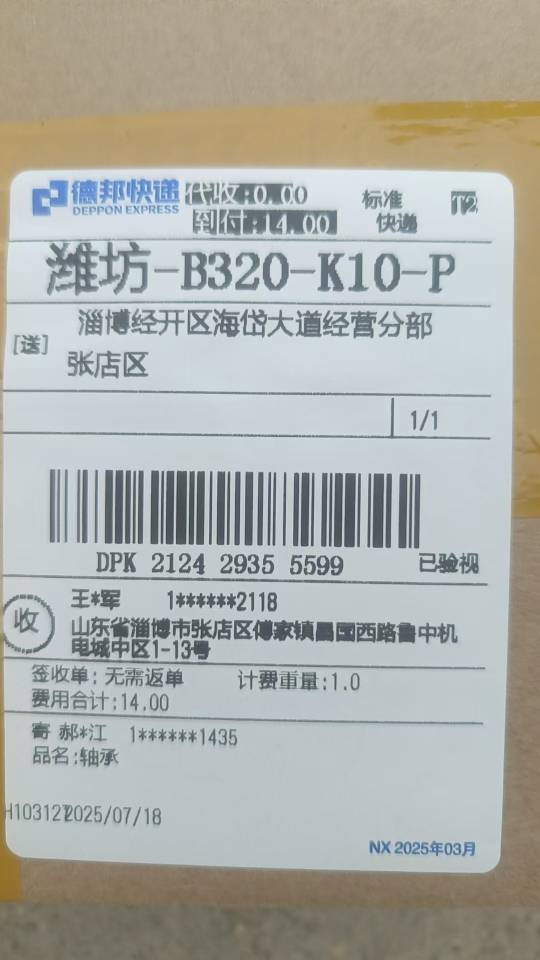 德邦快递
DEPPON EXPRESS
代收:0.00
到付:14.00
标准
快递
T2
潍坊-B320-K10-P
[送]
淄博经开区海岱大道经营分部
张店区
1/1
DPK 2124 2935 5599
已验视
收
王*军 1******2118
山东省淄博市张店区傅家镇昌国西路鲁中机
电城中区1-13号
签收单:无需返单 计费重量:1.0
费用合计:14.00
寄 郝*江 1******1435
品名:轴承
2025/07/18
NX 2025年03月